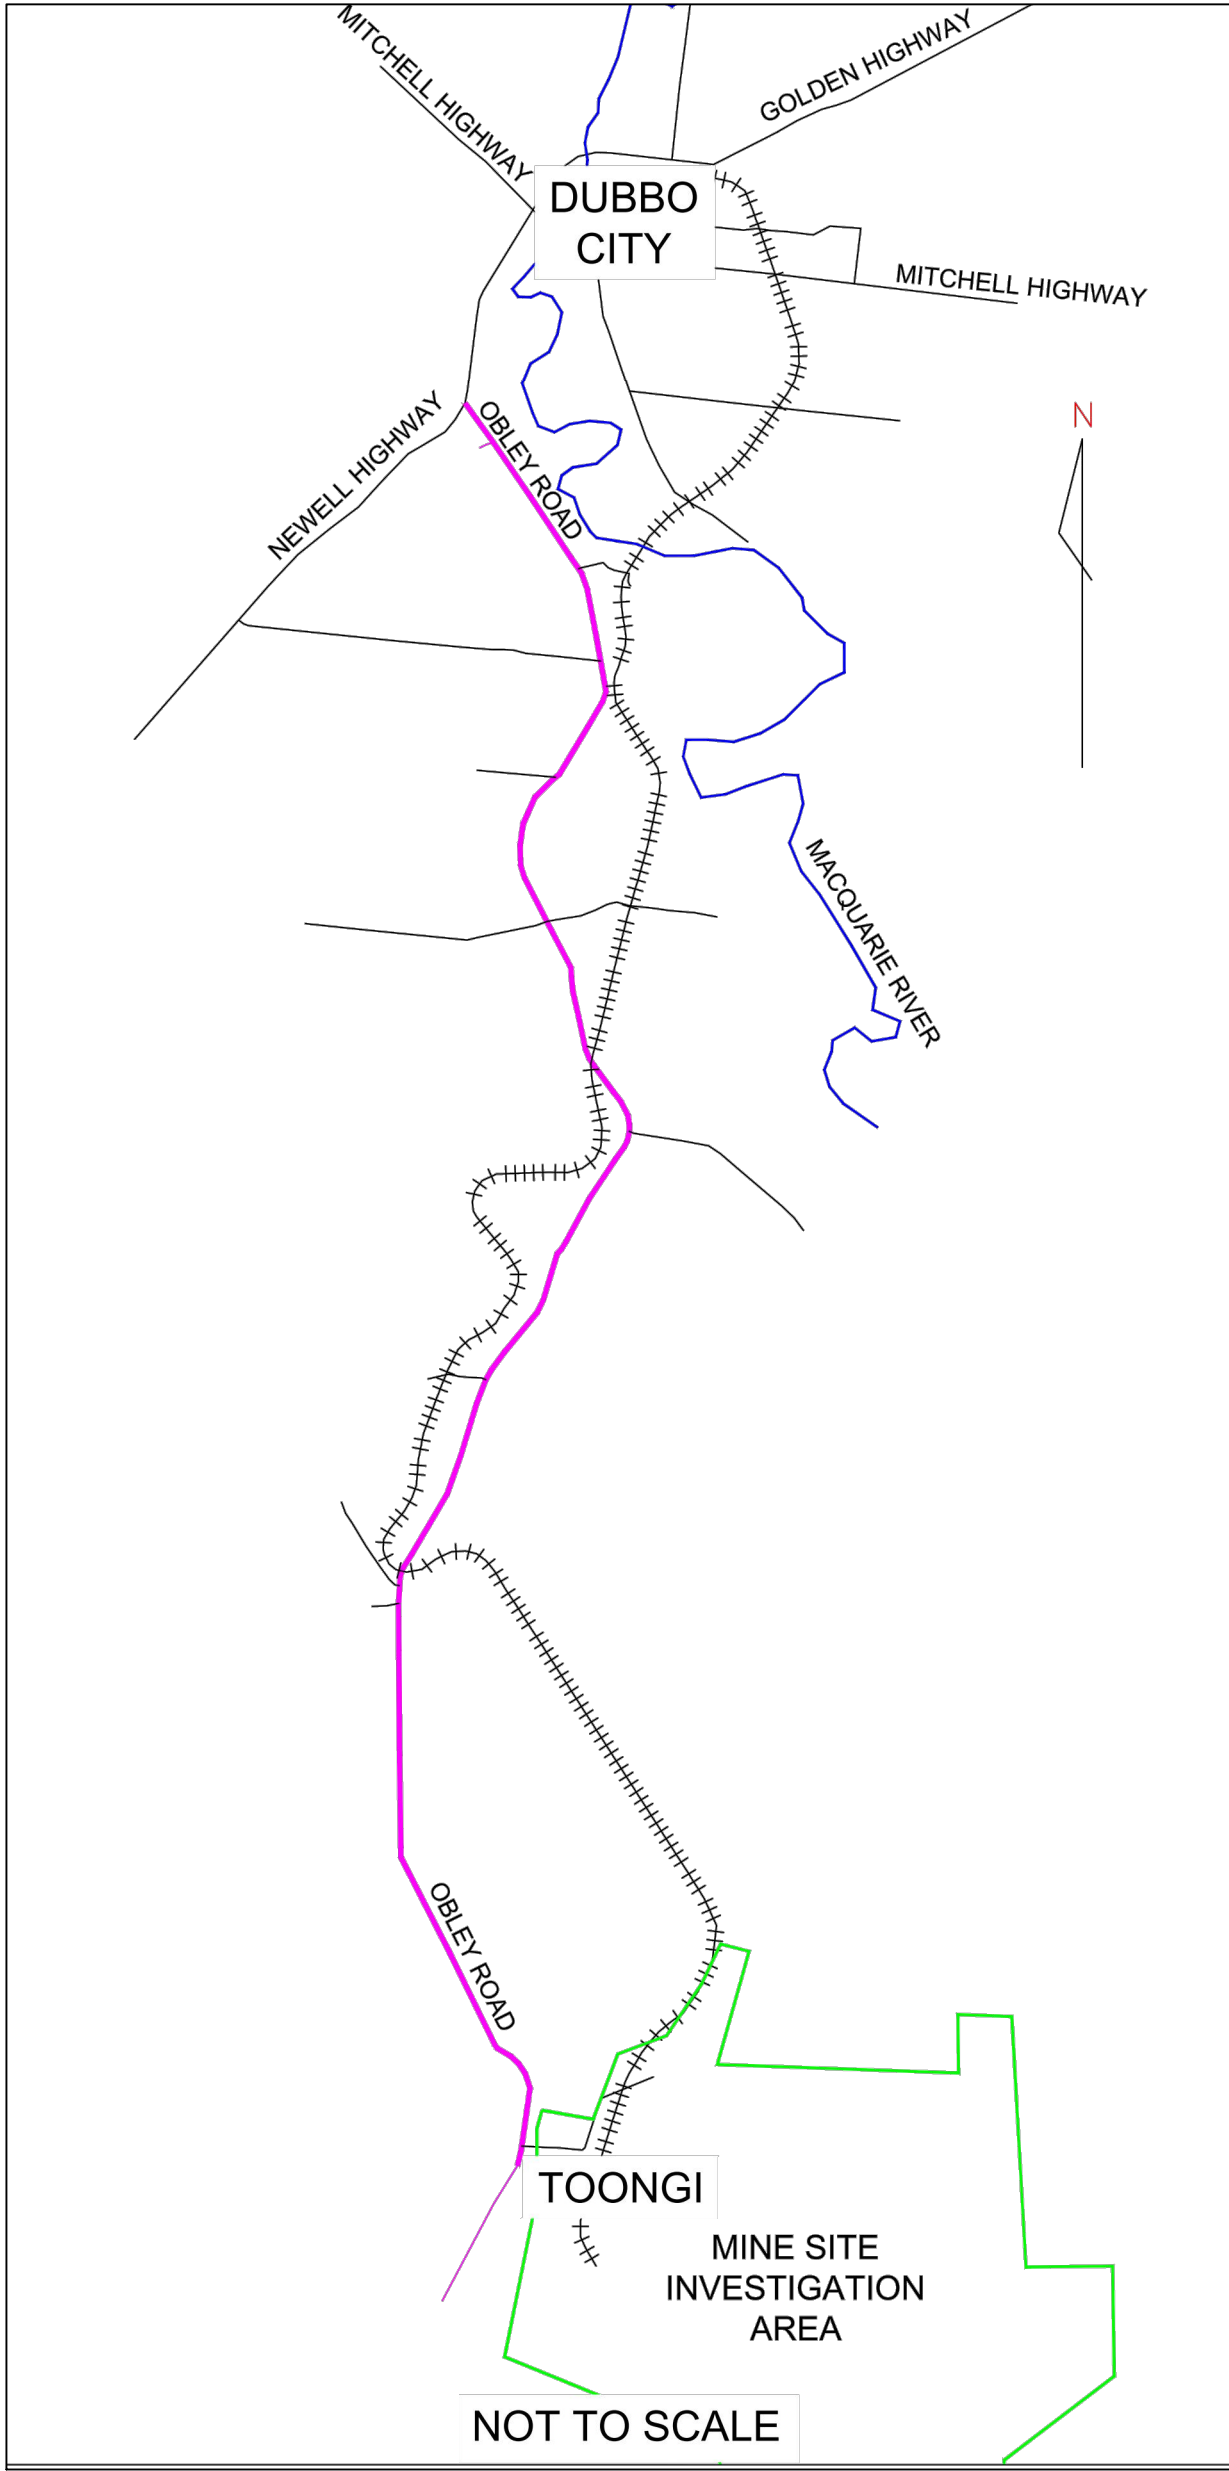 MITCHELL HIGHWAY
GOLDEN HIGHWAY
DUBBO
CITY
MITCHELL HIGHWAY
NEWELL HIGHWAY
OBLEY ROAD
N
MACQUARIE RIVER
OBLEY ROAD
TOONGI
MINE SITE
INVESTIGATION
AREA
NOT TO SCALE